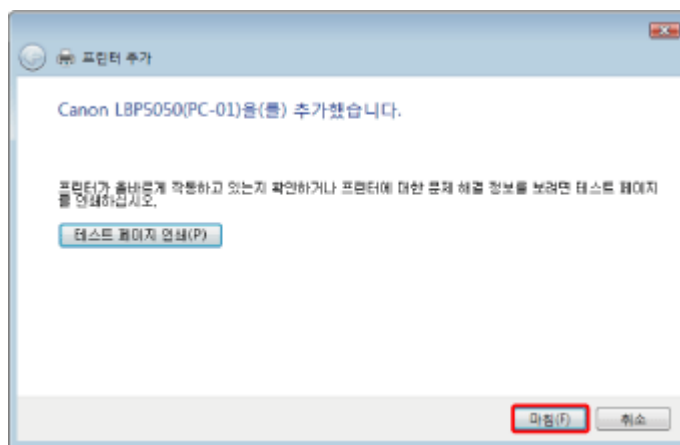 프린터 추가
Canon LBP5050(PC-01)을(를) 추가했습니다.
프린터가 올바르게 작동하고 있는지 확인하거나 프린터에 대한 문제 해결 정보를 보려면 테스트 페이지
를 인쇄하십시오.
테스트 페이지 인쇄(P)
마침(F) 취소